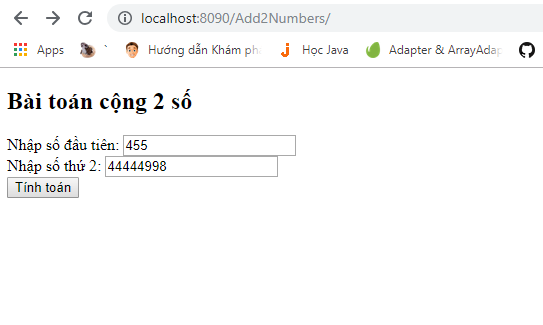 localhost:8090/Add2Numbers/
Apps ` Hướng dẫn Khám ph Học Java Adapter & ArrayAdap
Bài toán cộng 2 số
Nhập số đầu tiên: 455
Nhập số thứ 2: 44444998
Tính toán